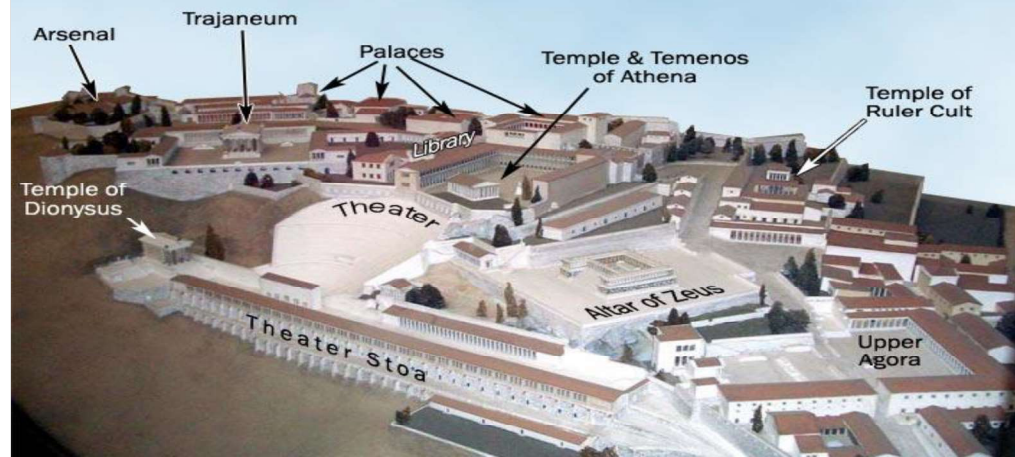 Trajaneum
Arsenal
Palaces
Temple & Temenos
of Athena
Temple of
Ruler Cult
Library
Temple of
Dionysus
Theater
Altar of Zeus
Theater Stoa
Upper
Agora